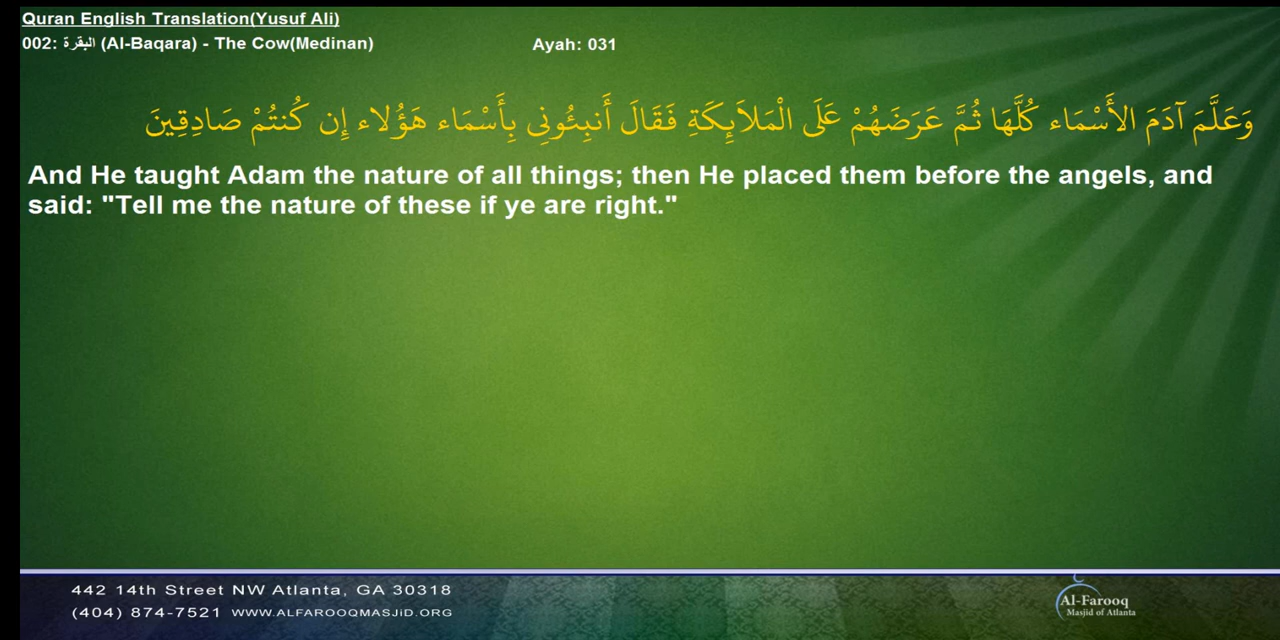 Quran English Translation(Yusuf Ali)
002: البقرة (Al-Baqara) - The Cow(Medinan)
Ayah: 031
وَعَلَّمَ آدَمَ الأَسْمَاء كُلَّهَا ثُمَّ عَرَضَهُمْ عَلَى الْمَلاَئِكَةِ فَقَالَ أَنبِئُونِي بِأَسْمَاء هَؤُلاء إِن كُنتُمْ صَادِقِينَ
And He taught Adam the nature of all things; then He placed them before the angels, and
said: "Tell me the nature of these if ye are right."
442 14th Street NW Atlanta, GA 30318
(404) 874-7521 WWW.ALFAROOQMASJiD.ORG
Al-Farooq
Masjid of Atlanta